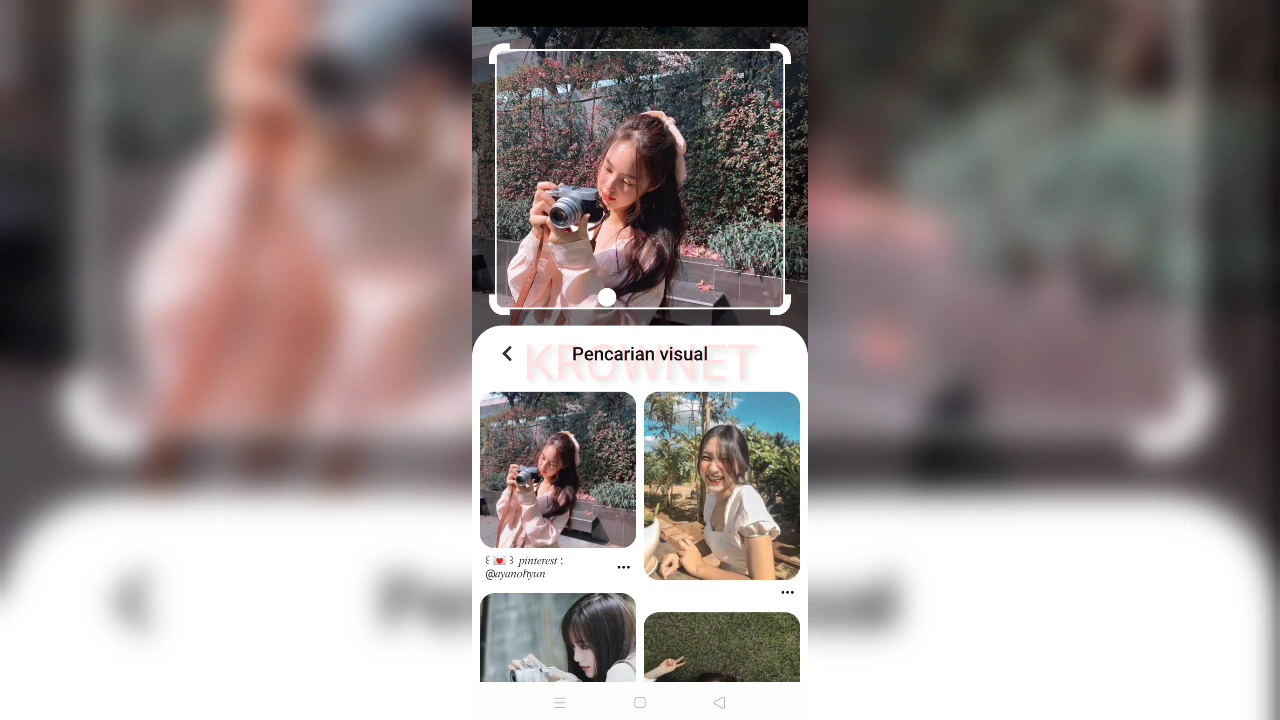 Pencarian visual
KROWNET
꒰ 💌 ꒱ pinterest :
@ayanohyun